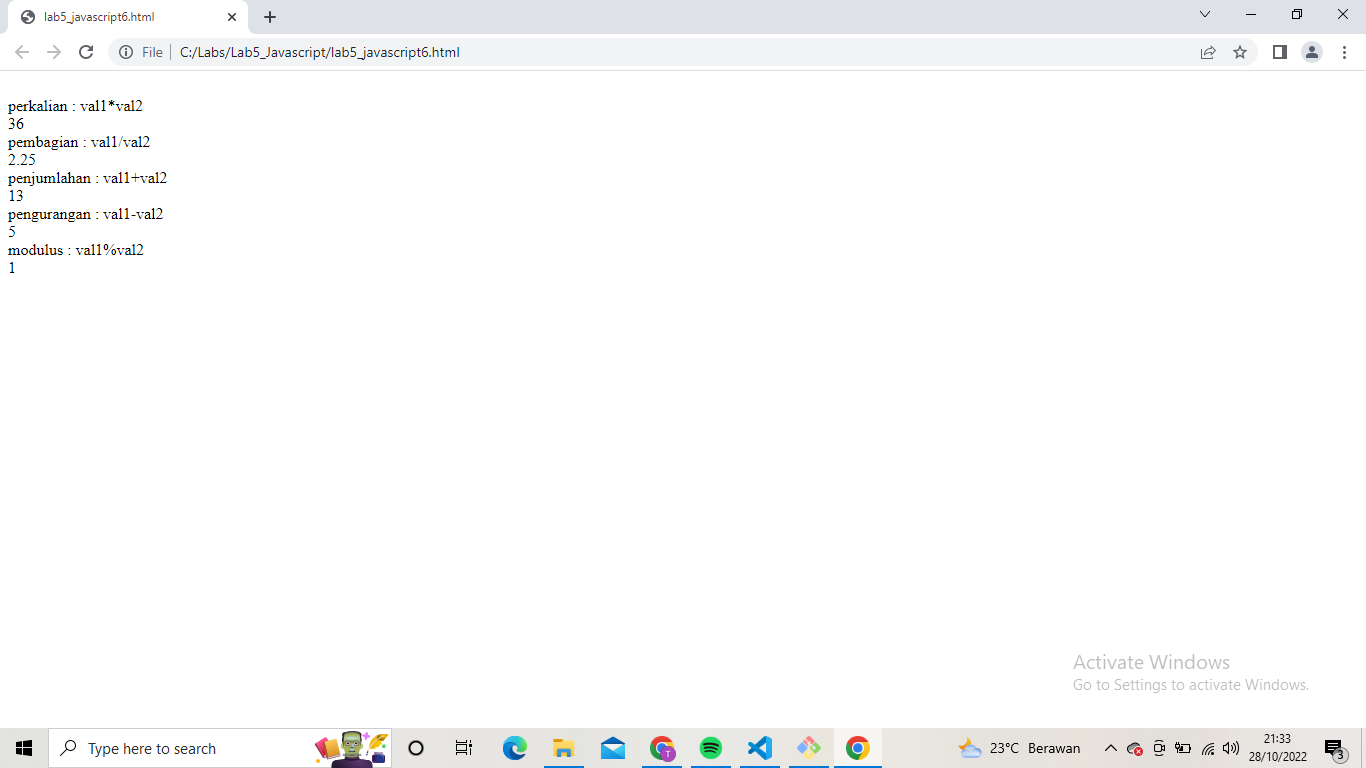 lab5_javascript6.html
File
C:/Labs/Lab5_Javascript/lab5_javascript6.html
perkalian : val1*val2
36
pembagian : val1/val2
2.25
penjumlahan : val1+val2
13
pengurangan : val1-val2
5
modulus : val1%val2
1
Activate Windows
Go to Settings to activate Windows.
Type here to search
T
23°C Berawan
21:33
28/10/2022
3